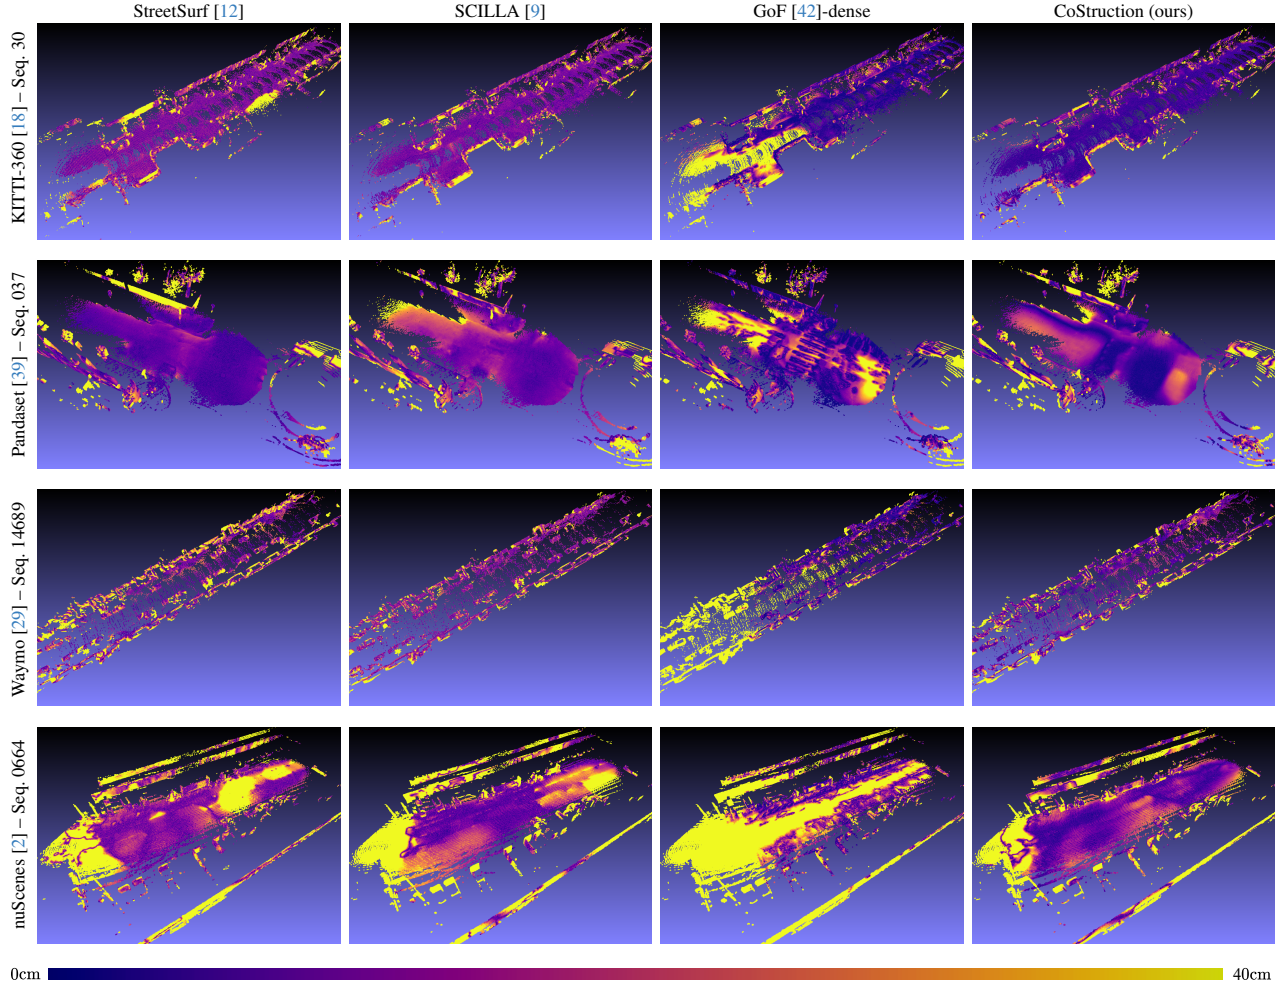 StreetSurf [12]
SCILLA [9]
GoF [42]-dense
CoStruction (ours)
KITTI-360 [18] – Seq. 30
Pandaset [39] – Seq. 037
Waymo [29] – Seq. 14689
nuScenes [2] – Seq. 0664
0cm
40cm